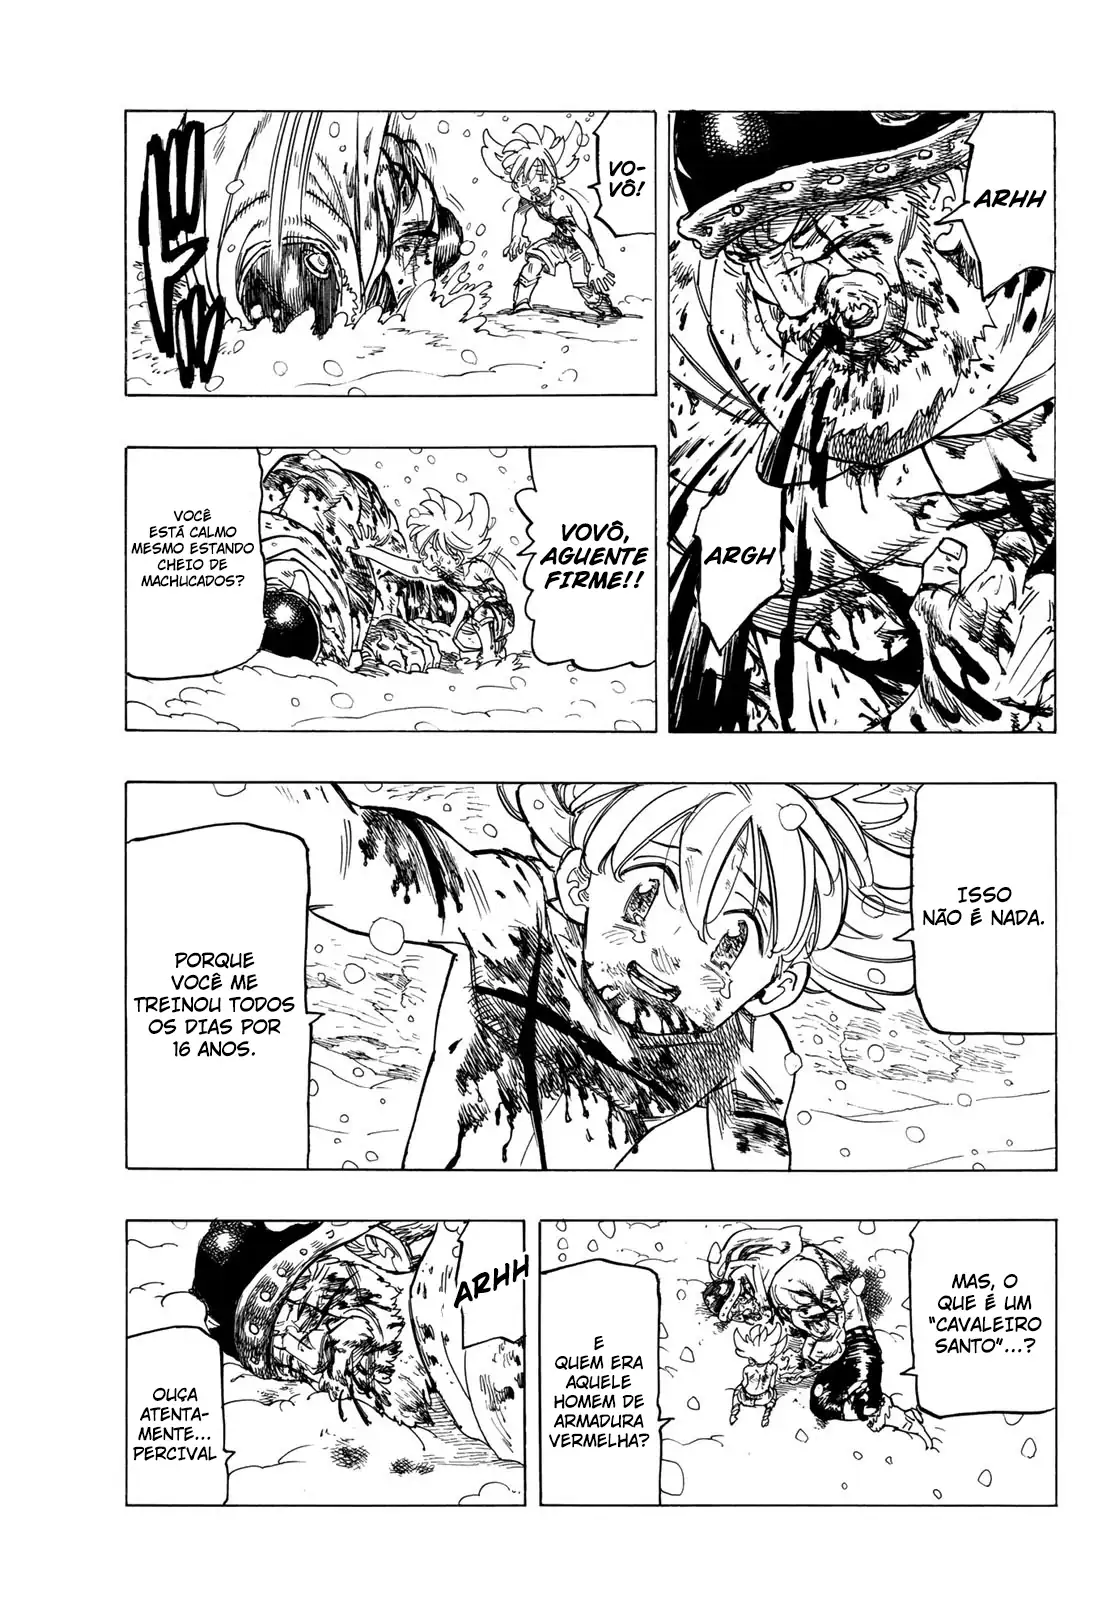 ARHH
ARGH
VO-
VÔ!
VOVÔ,
AGUENTE
FIRME!!
VOCÊ
ESTÁ CALMO
MESMO ESTANDO
CHEIO DE
MACHUCADOS?
ISSO
NÃO É NADA.
PORQUE
VOCÊ ME
TREINOU TODOS
OS DIAS POR
16 ANOS.
MAS, O
QUE É UM
"CAVALEIRO
SANTO"...?
E
QUEM ERA
AQUELE
HOMEM DE
ARMADURA
VERMELHA?
ARHH
OUÇA
ATENTA-
MENTE...
PERCIVAL